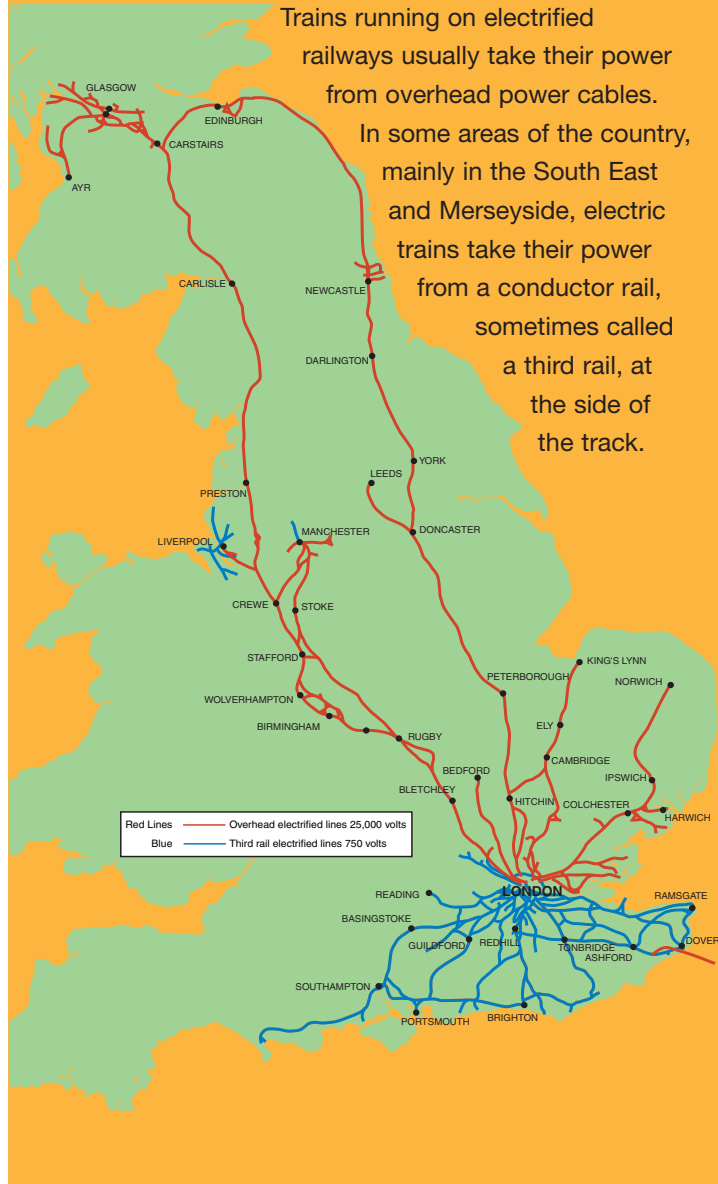 Trains running on electrified
railways usually take their power
from overhead power cables.
In some areas of the country,
mainly in the South East
and Merseyside, electric
trains take their power
from a conductor rail,
sometimes called
a third rail, at
the side of
the track.
GLASGOW
EDINBURGH
CARSTAIRS
AYR
CARLISLE
NEWCASTLE
DARLINGTON
YORK
LEEDS
PRESTON
DONCASTER
MANCHESTER
LIVERPOOL
CREWE
STOKE
STAFFORD
KING'S LYNN
PETERBOROUGH
NORWICH
WOLVERHAMPTON
ELY
BIRMINGHAM
RUGBY
CAMBRIDGE
BEDFORD
IPSWICH
BLETCHLEY
HITCHIN
COLCHESTER
HARWICH
Red Lines Overhead electrified lines 25,000 volts
Blue Third rail electrified lines 750 volts
LONDON
READING
RAMSGATE
BASINGSTOKE
GUILDFORD
REDHILL
TONBRIDGE
DOVER
ASHFORD
SOUTHAMPTON
PORTSMOUTH
BRIGHTON